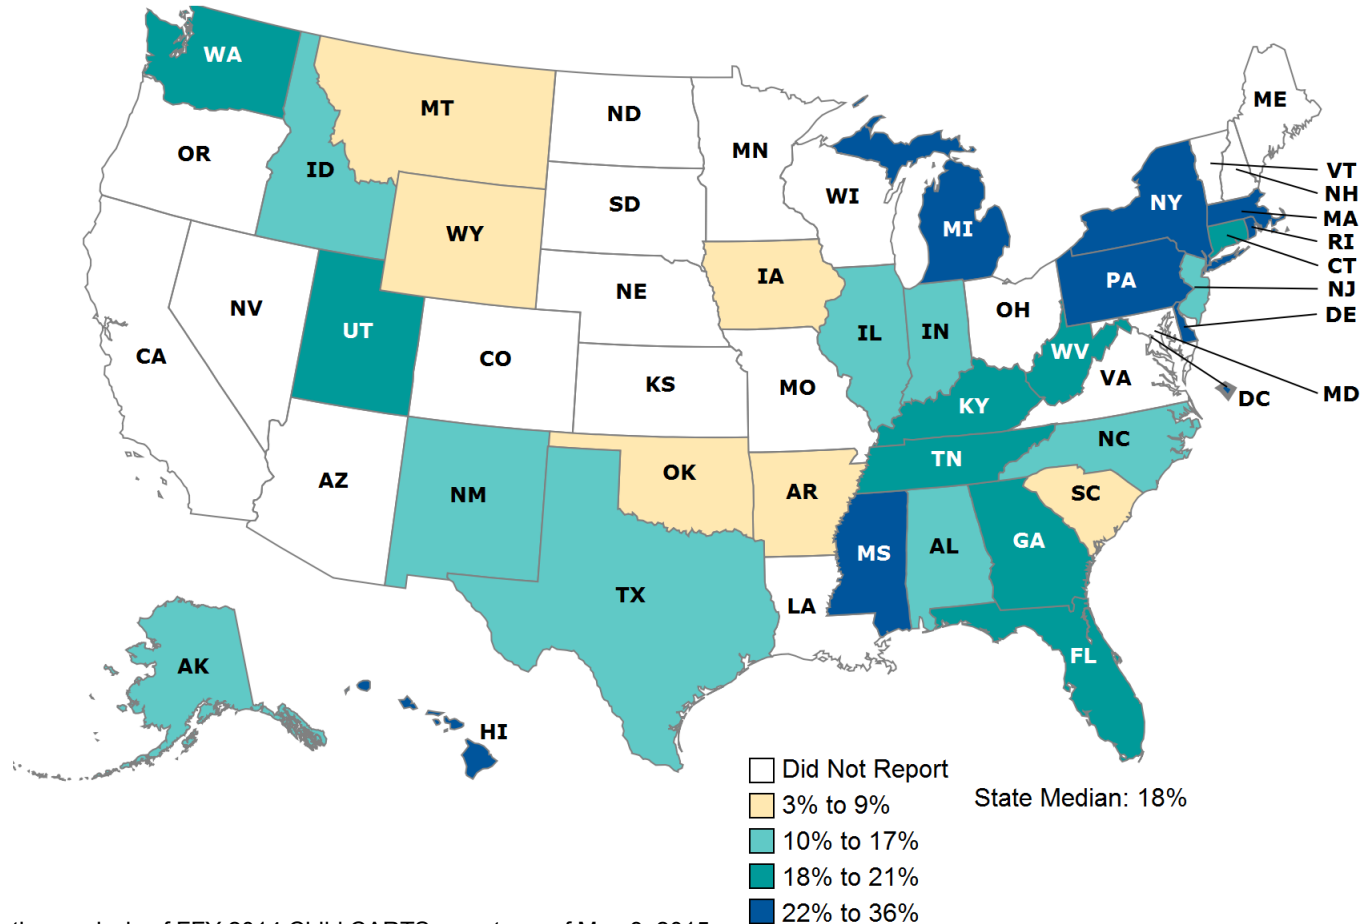 WA
MT
ND
ME
MN
OR
ID
VT
NH
WI
SD
NY
MA
MI
WY
RI
CT
IA
PA
NJ
NE
NV
OH
DE
UT
IL
IN
WV
CA
CO
VA
KS
MO
MD
DC
KY
NC
TN
OK
AZ
AR
SC
NM
GA
AL
MS
TX
LA
FL
AK
HI
Did Not Report
3% to 9%
State Median: 18%
10% to 17%
18% to 21%
22% to 36%